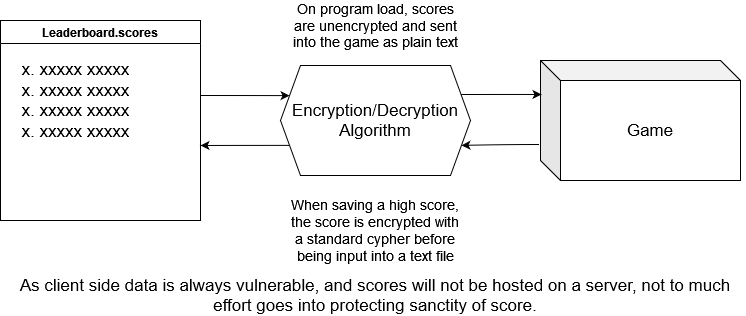 Leaderboard.scores
x. xxxxx xxxxx
x. xxxxx xxxxx
x. xxxxx xxxxx
x. xxxxx xxxxx
On program load, scores
are unencrypted and sent
into the game as plain text
Encryption/Decryption
Algorithm
Game
When saving a high score,
the score is encrypted with
a standard cypher before
being input into a text file
As client side data is always vulnerable, and scores will not be hosted on a server, not to much
effort goes into protecting sanctity of score.